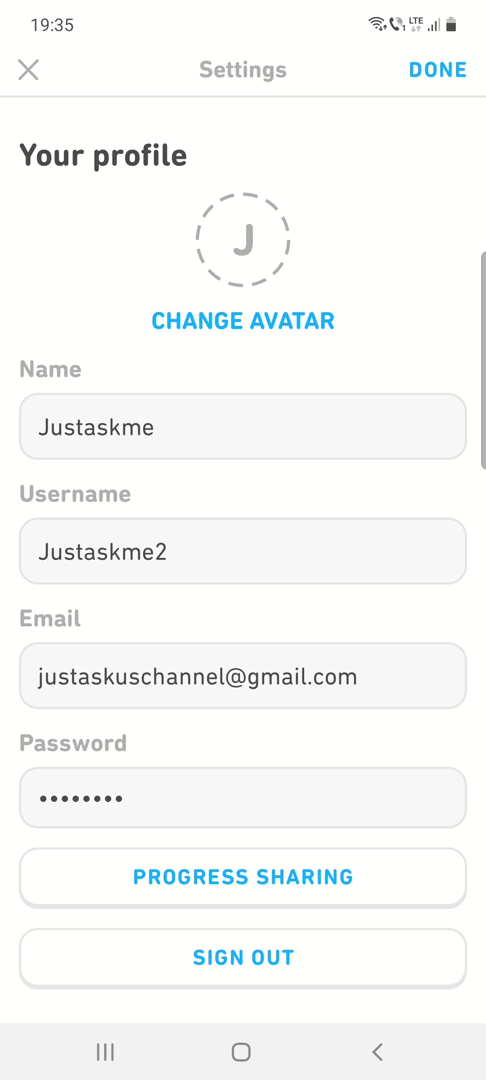 19:35
LTE
Settings
DONE
Your profile
J
CHANGE AVATAR
Name
Justaskme
Username
Justaskme2
Email
justaskuschannel@gmail.com
Password
••••••••
PROGRESS SHARING
SIGN OUT